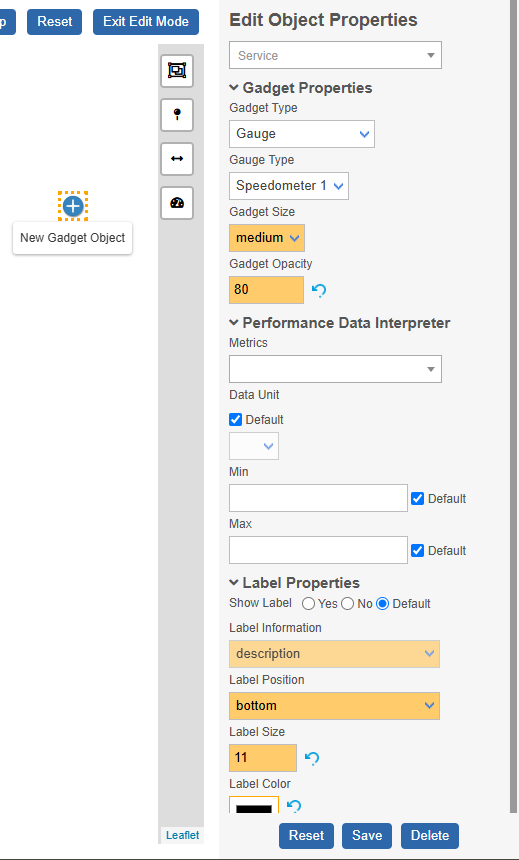 p Reset Exit Edit Mode
New Gadget Object
Leaflet
Edit Object Properties
Service
Gadget Properties
Gadget Type
Gauge
Gauge Type
Speedometer 1
Gadget Size
medium
Gadget Opacity
80
Performance Data Interpreter
Metrics
Data Unit
Default
Min
Default
Max
Default
Label Properties
Show Label Yes No Default
Label Information
description
Label Position
bottom
Label Size
11
Label Color
Reset Save Delete